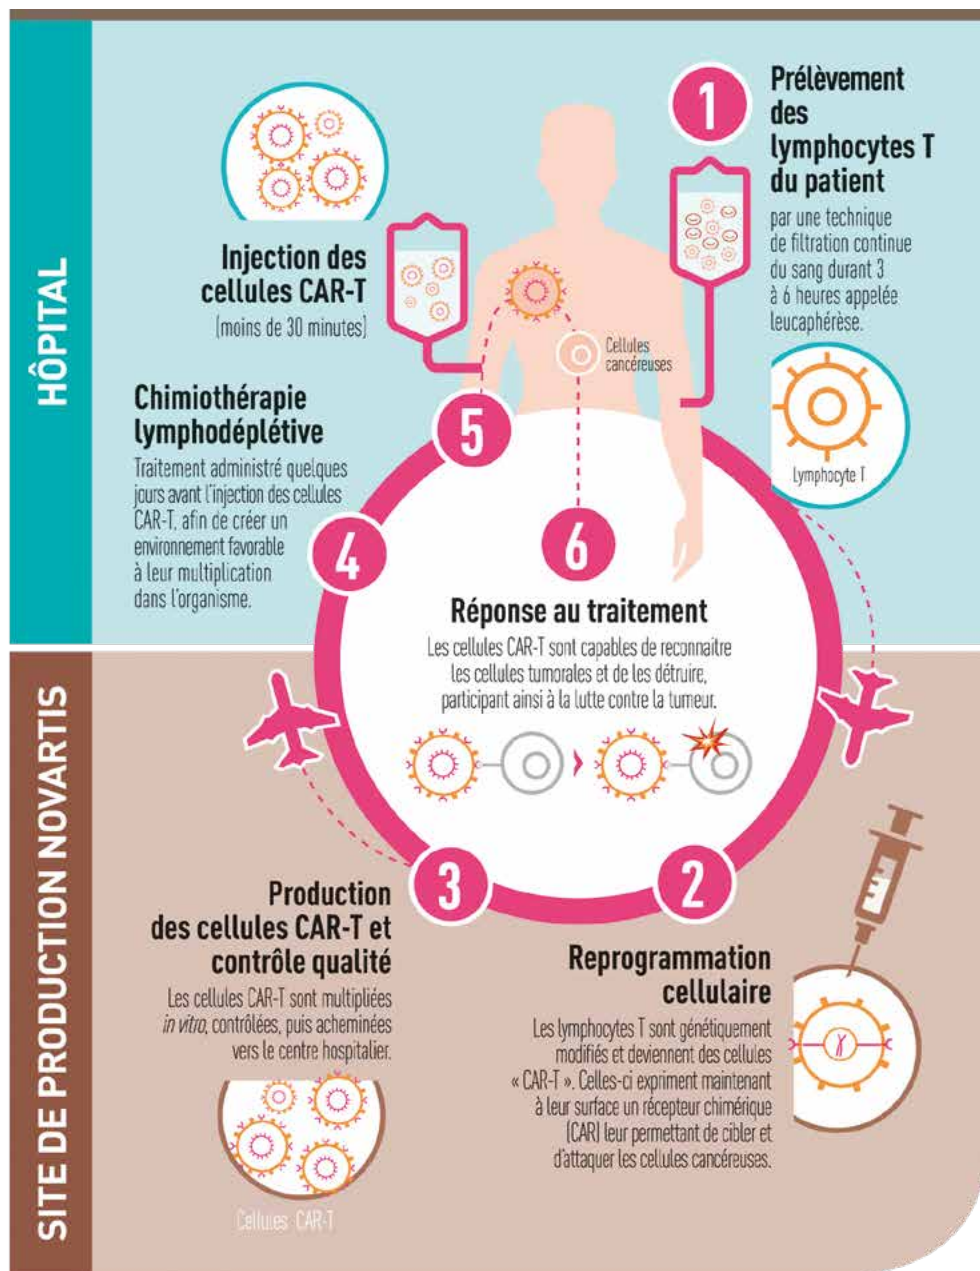 HÔPITAL
1
Prélèvement
des
lymphocytes T
du patient
par une technique
de filtration continue
du sang durant 3
à 6 heures appelée
leucaphérèse.
Lymphocyte T
Cellules
cancéreuses
Injection des
cellules CAR-T
(moins de 30 minutes)
5
Chimiothérapie
lymphodéplétive
Traitement administré quelques
jours avant l'injection des cellules
CAR-T, afin de créer un
environnement favorable
à leur multiplication
dans l'organisme.
4
6
Réponse au traitement
Les cellules CAR-T sont capables de reconnaitre
les cellules tumorales et de les détruire,
participant ainsi à la lutte contre la tumeur.
SITE DE PRODUCTION NOVARTIS
3
Production
des cellules CAR-T et
contrôle qualité
Les cellules CAR-T sont multipliées
in vitro, contrôlées, puis acheminées
vers le centre hospitalier.
Cellules CAR-T
2
Reprogrammation
cellulaire
Les lymphocytes T sont génétiquement
modifiés et deviennent des cellules
« CAR-T ». Celles-ci expriment maintenant
à leur surface un récepteur chimérique
(CAR) leur permettant de cibler et
d'attaquer les cellules cancéreuses.